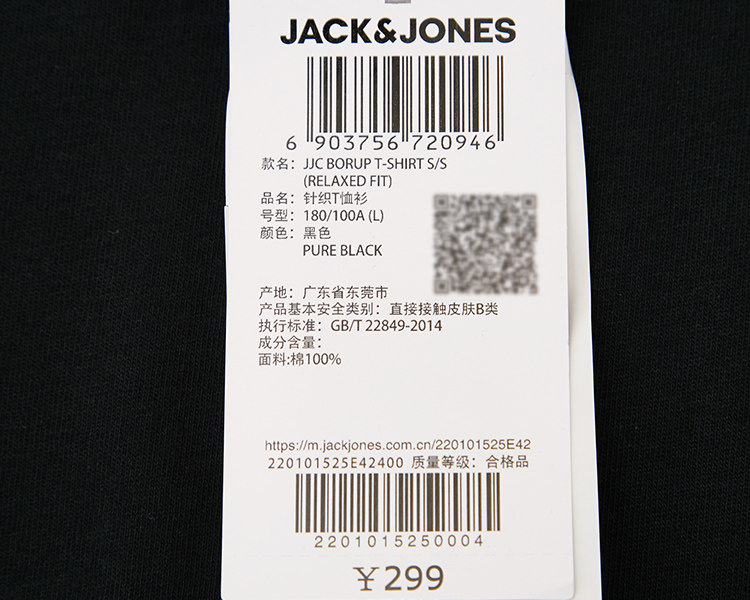 JACK&JONES
6 903756 720946
款名： JJC BORUP T-SHIRT S/S
(RELAXED FIT)
品名： 针织T恤衫
号型： 180/100A (L)
颜色： 黑色
PURE BLACK
产地： 广东省东莞市
产品基本安全类别： 直接接触皮肤B类
执行标准： GB/T 22849-2014
成分含量：
面料:棉100%
https://m.jackjones.com.cn/220101525E42
220101525E42400 质量等级：合格品
2201015250004
¥299